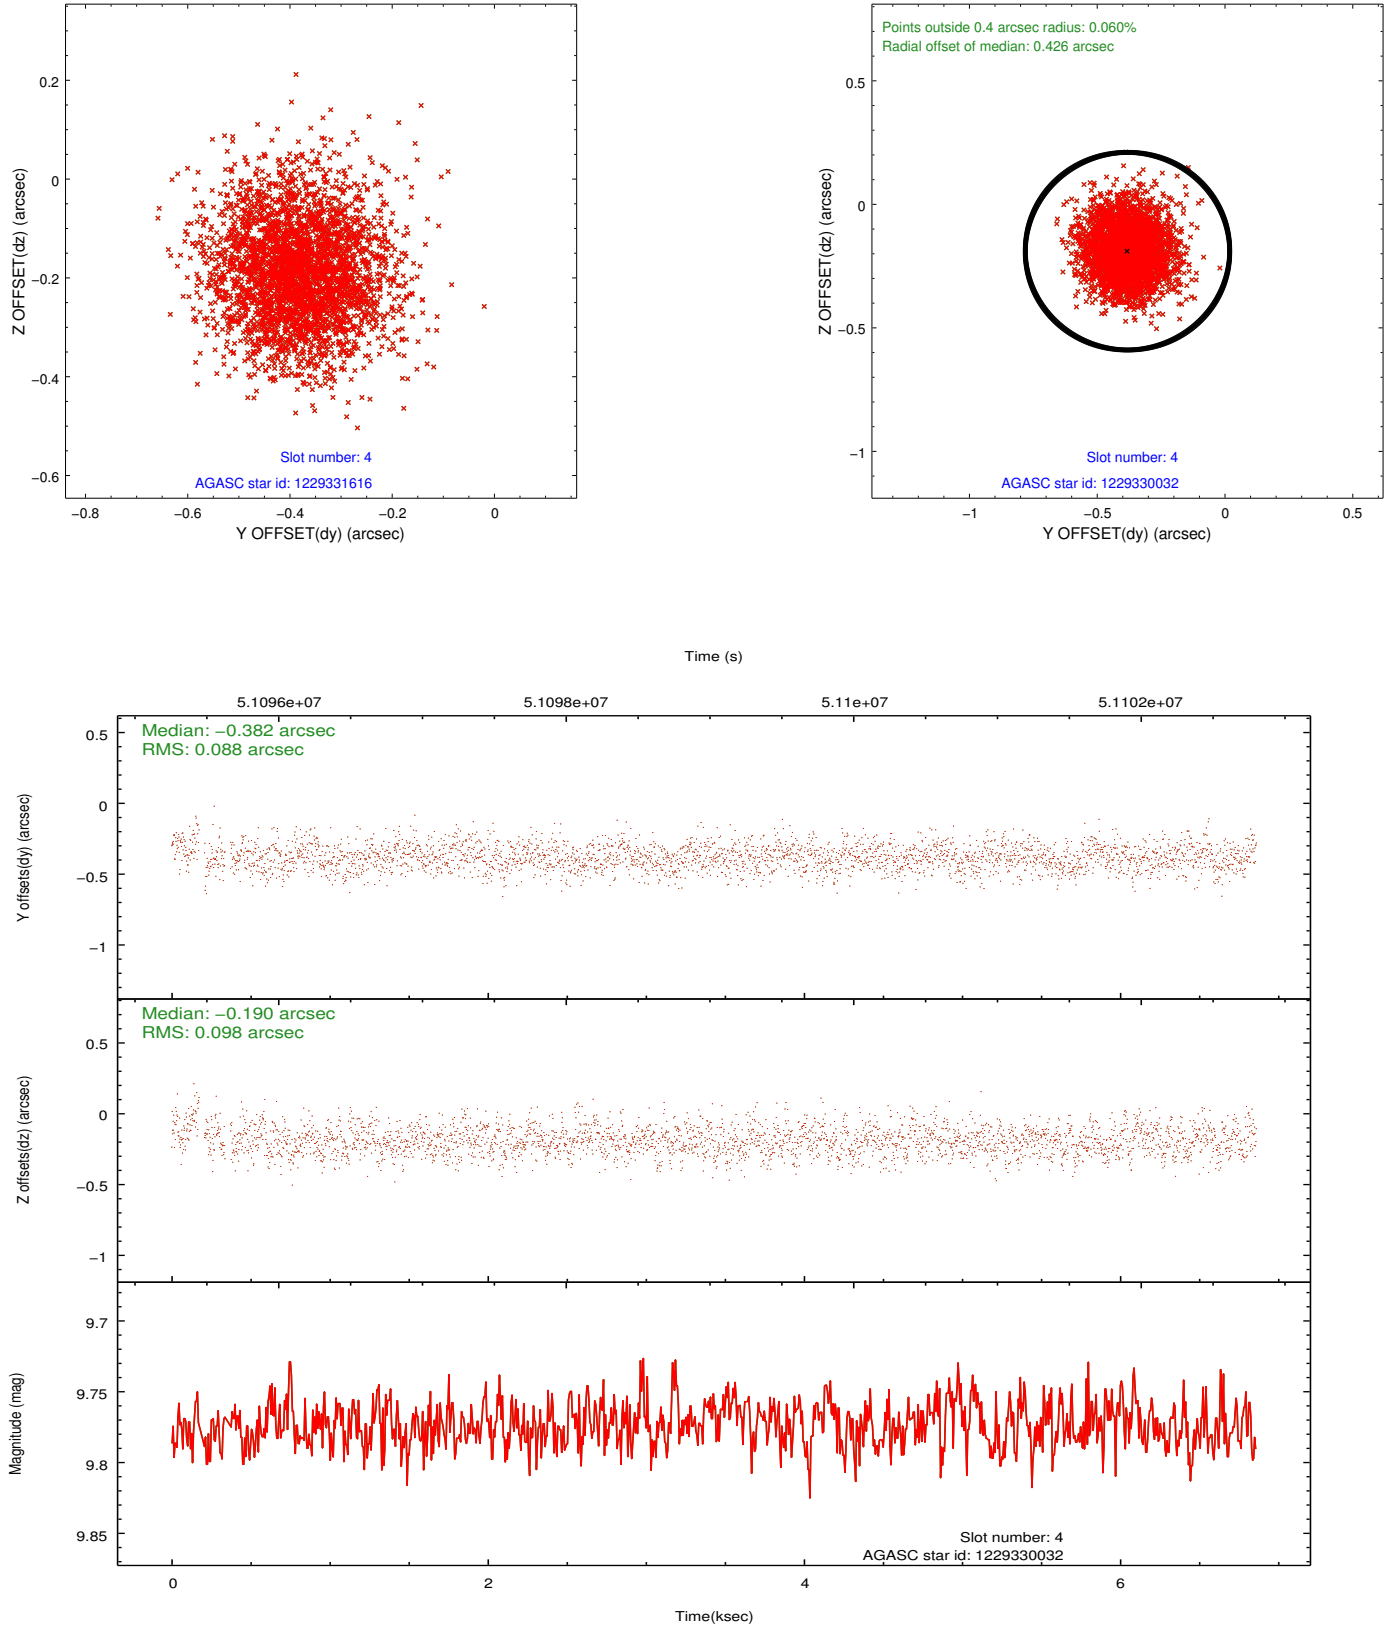 0.2
0
−0.2
−0.4
−0.6
Z OFFSET(dz) (arcsec)
Slot number: 4
AGASC star id: 1229331616
−0.8 −0.6 −0.4 −0.2 0
Y OFFSET(dy) (arcsec)
Points outside 0.4 arcsec radius: 0.060%
Radial offset of median: 0.426 arcsec
0.5
0
−0.5
−1
Z OFFSET(dz) (arcsec)
Slot number: 4
AGASC star id: 1229330032
−1 −0.5 0 0.5
Y OFFSET(dy) (arcsec)
Time (s)
5.1096e+07 5.1098e+07 5.11e+07 5.1102e+07
Median: −0.382 arcsec
RMS: 0.088 arcsec
0.5
0
−0.5
−1
Y offsets(dy) (arcsec)
Median: −0.190 arcsec
RMS: 0.098 arcsec
0.5
0
−0.5
−1
Z offsets(dz) (arcsec)
9.7
9.75
9.8
9.85
Magnitude (mag)
Slot number: 4
AGASC star id: 1229330032
0 2 4 6
Time(ksec)